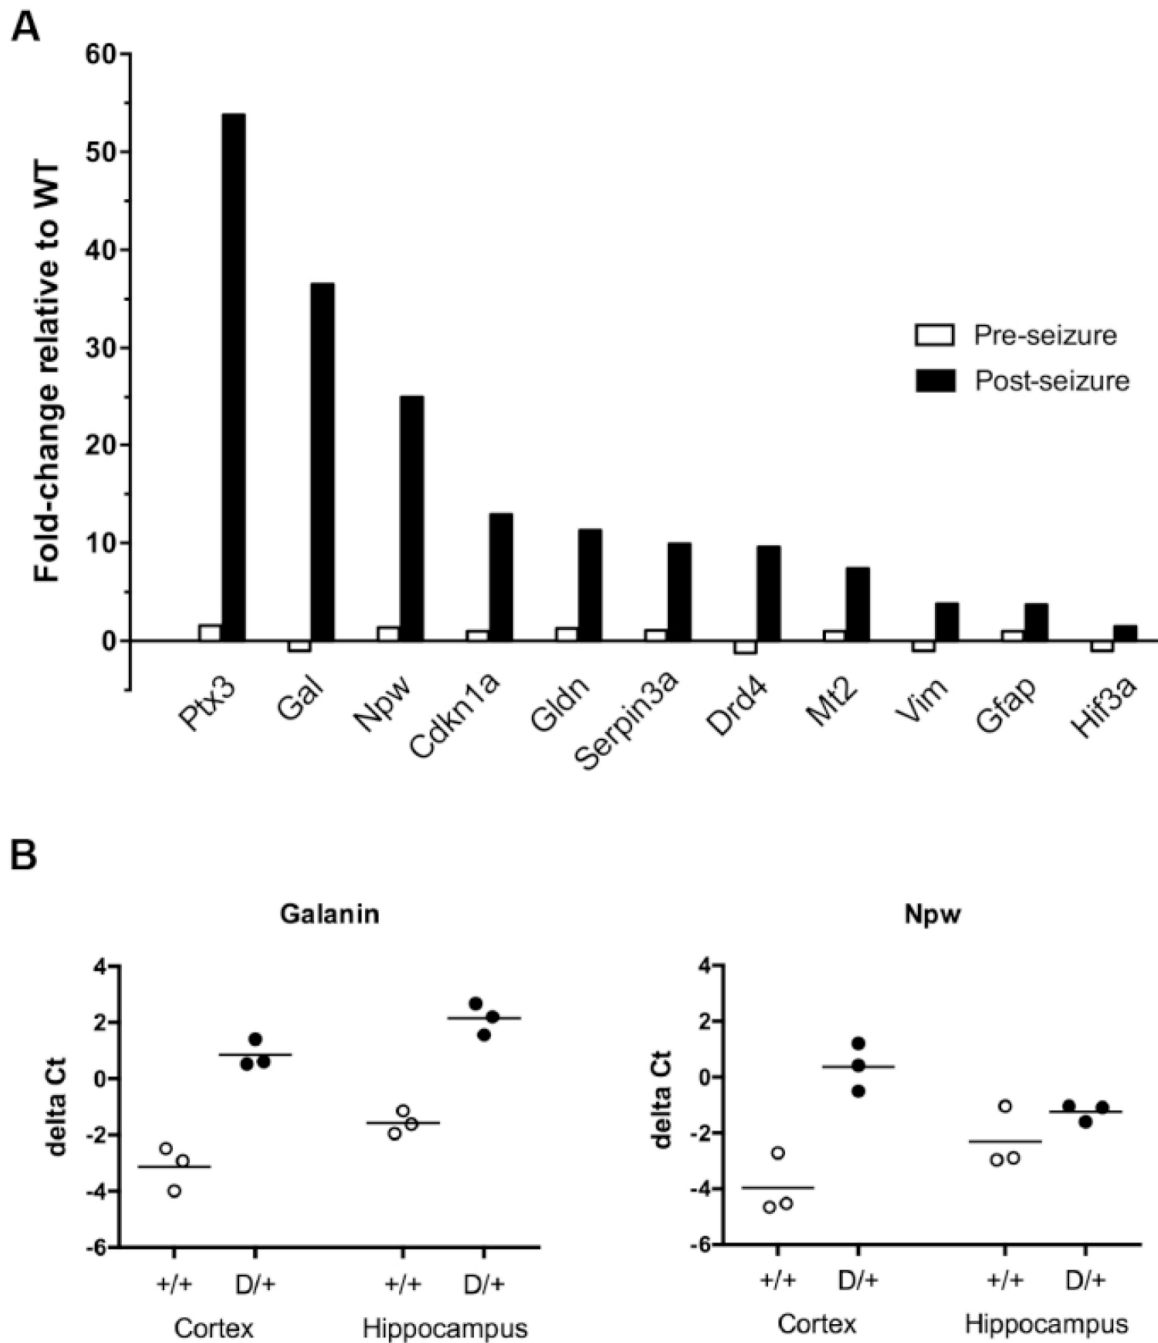 A
Fold-change relative to WT
60
50
40
30
20
10
0
Pre-seizure
Post-seizure
Ptx3
Gal
Npw
Cdkn1a
Gldn
Serpin3a
Drd4
Mt2
Vim
Gfap
Hif3a
B
Galanin
delta Ct
4
2
0
-2
-4
-6
+/+ D/+ +/+ D/+
Cortex Hippocampus
Npw
delta Ct
4
2
0
-2
-4
-6
+/+ D/+ +/+ D/+
Cortex Hippocampus